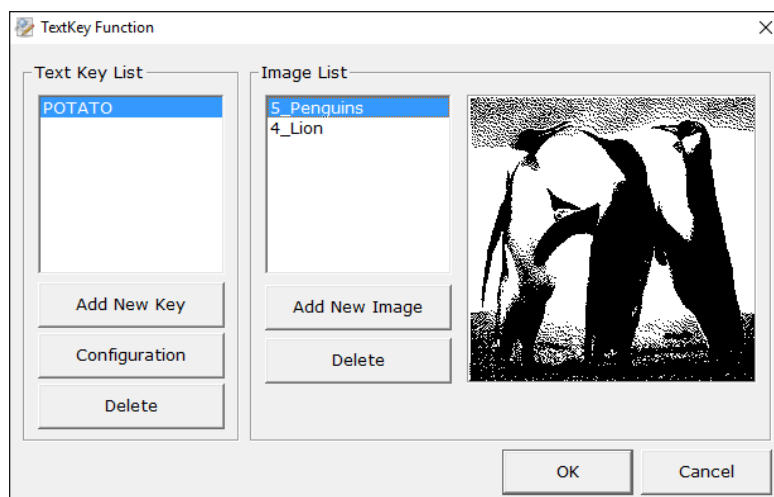 TextKey Function
Text Key List
POTATO
Add New Key
Configuration
Delete
Image List
5_Penguins
4_Lion
Add New Image
Delete
OK
Cancel